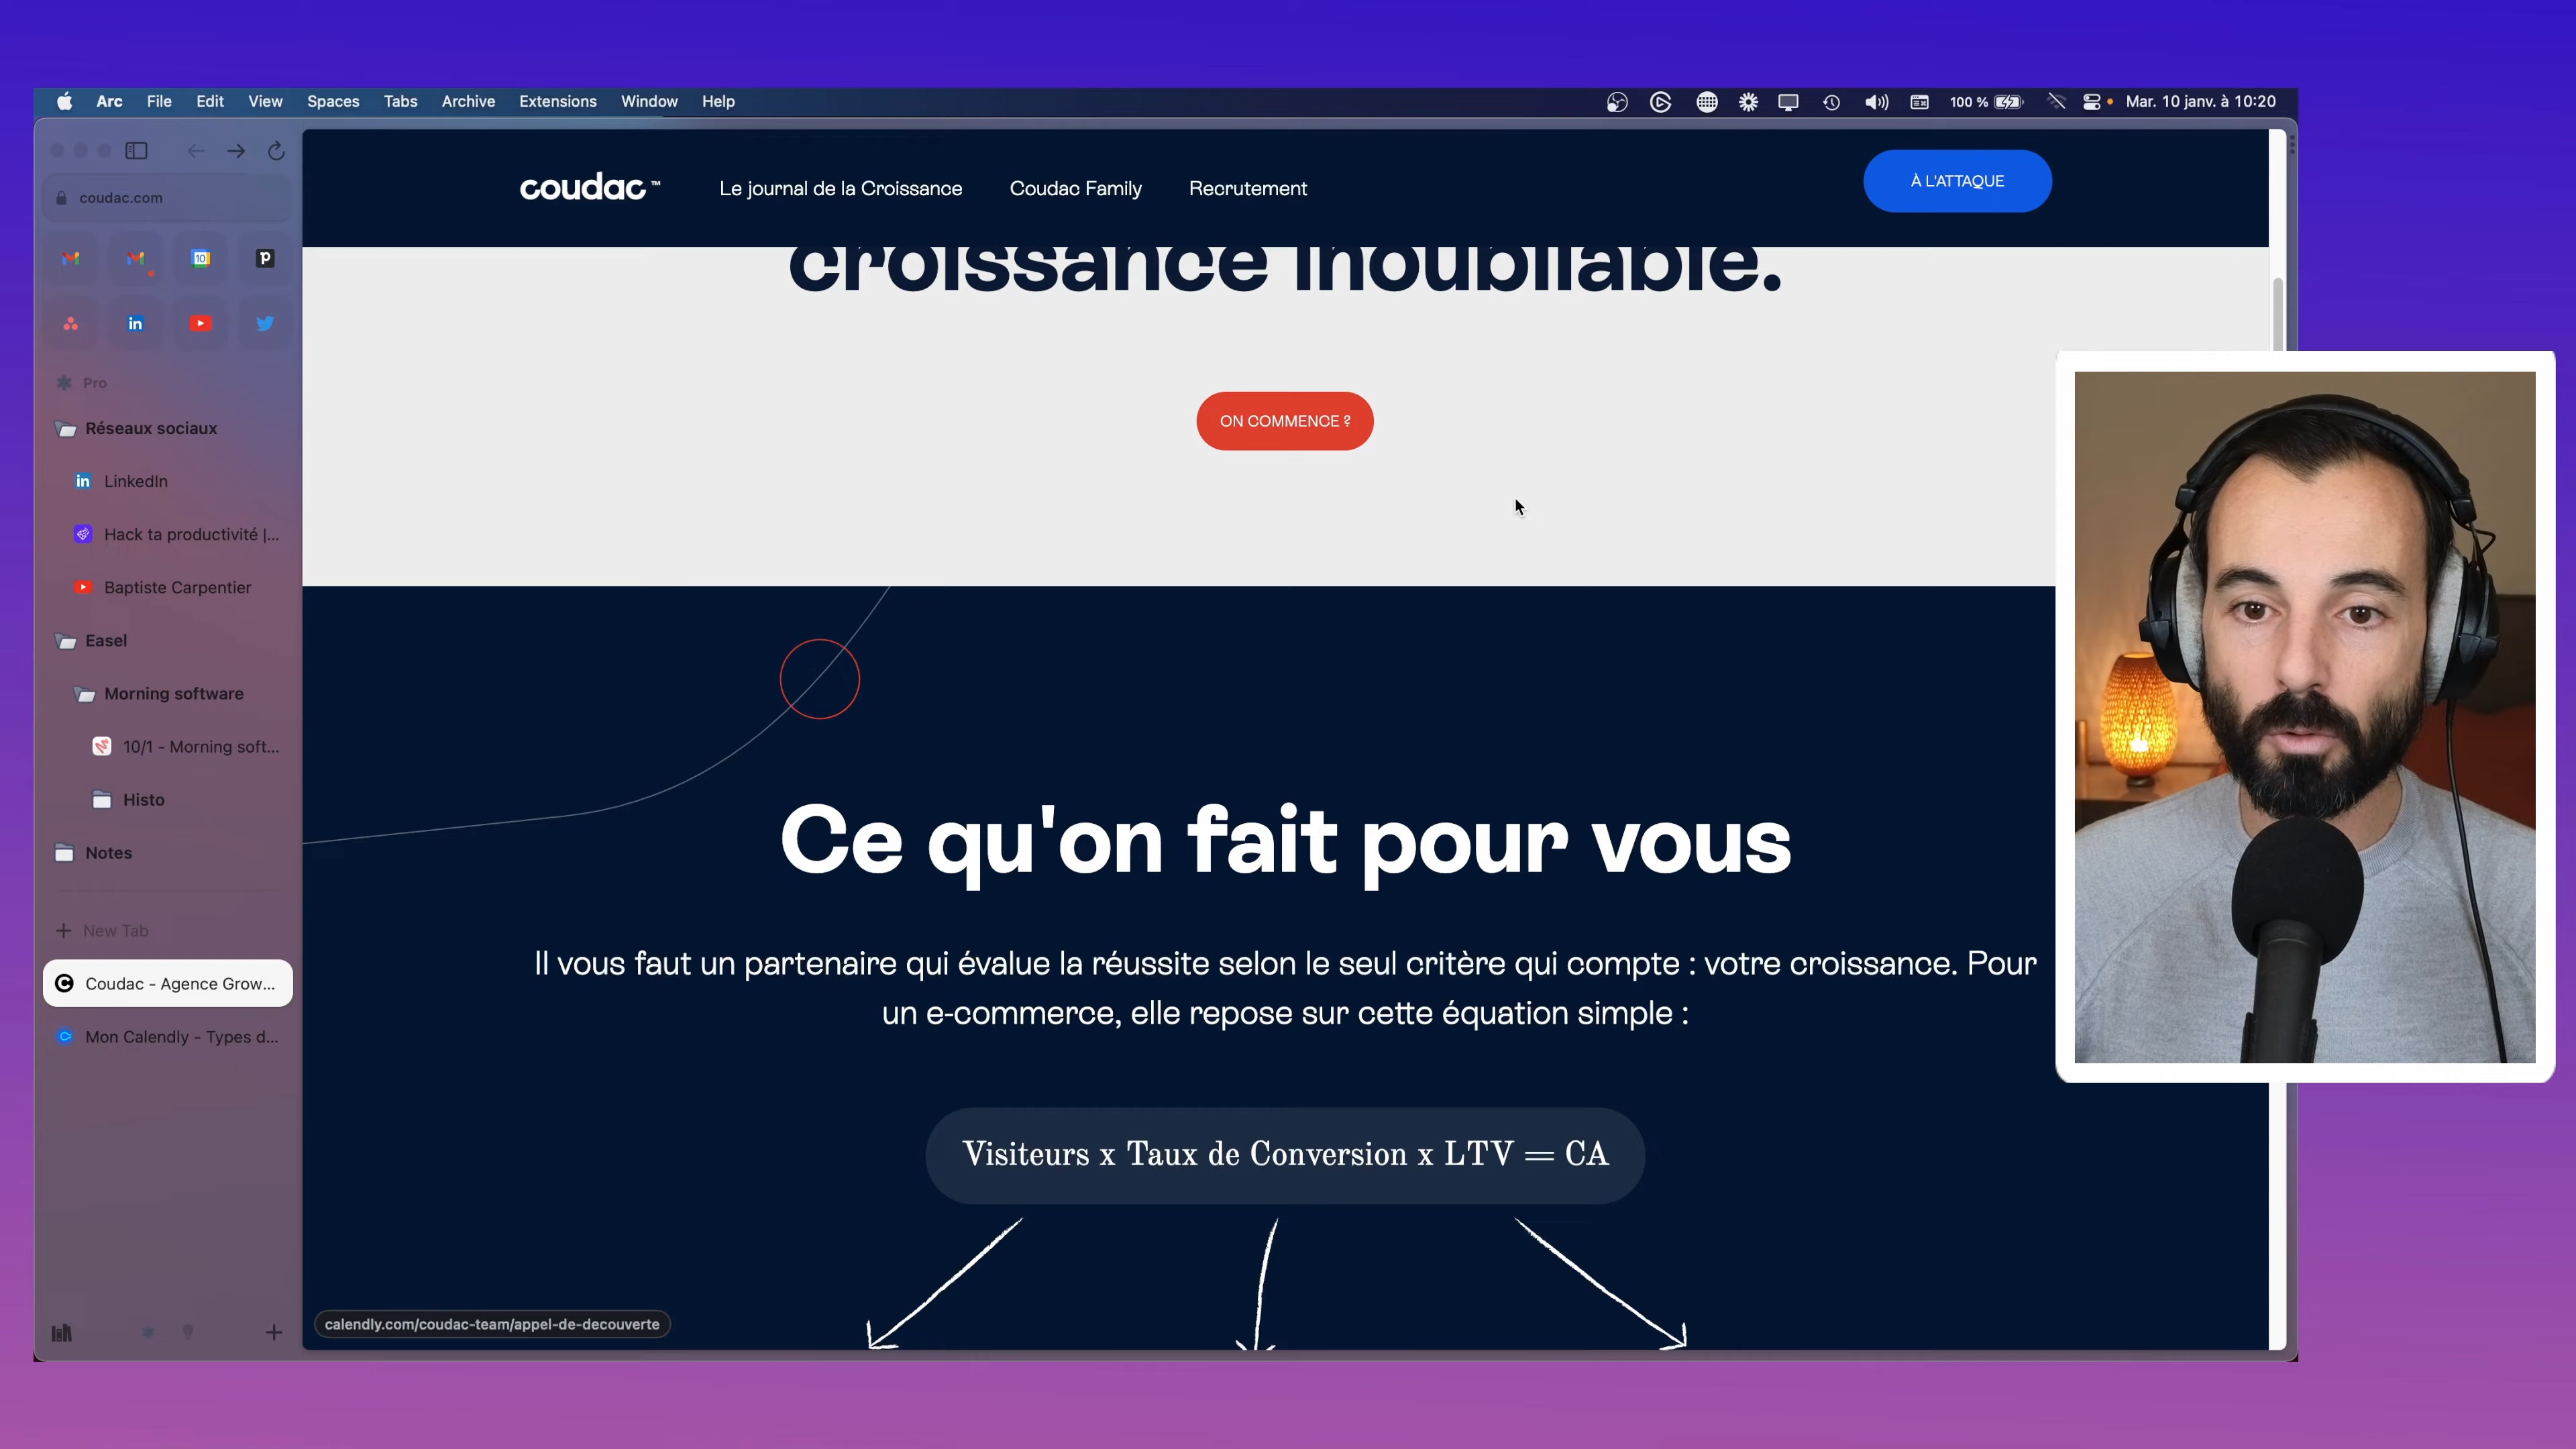 Arc File Edit View Spaces Tabs Archive Extensions Window Help
100 % Mar. 10 janv. à 10:20
coudac.com
10
Pro
Réseaux sociaux
LinkedIn
Hack ta productivité |...
Baptiste Carpentier
Easel
Morning software
10/1 - Morning soft...
Histo
Notes
New Tab
Coudac - Agence Grow...
Mon Calendly - Types d...
coudac™ Le journal de la Croissance Coudac Family Recrutement À L'ATTAQUE
croissance inoubliable.
ON COMMENCE ?
Ce qu'on fait pour vous
Il vous faut un partenaire qui évalue la réussite selon le seul critère qui compte : votre croissance. Pour
un e-commerce, elle repose sur cette équation simple :
Visiteurs x Taux de Conversion x LTV = CA
calendly.com/coudac-team/appel-de-decouverte